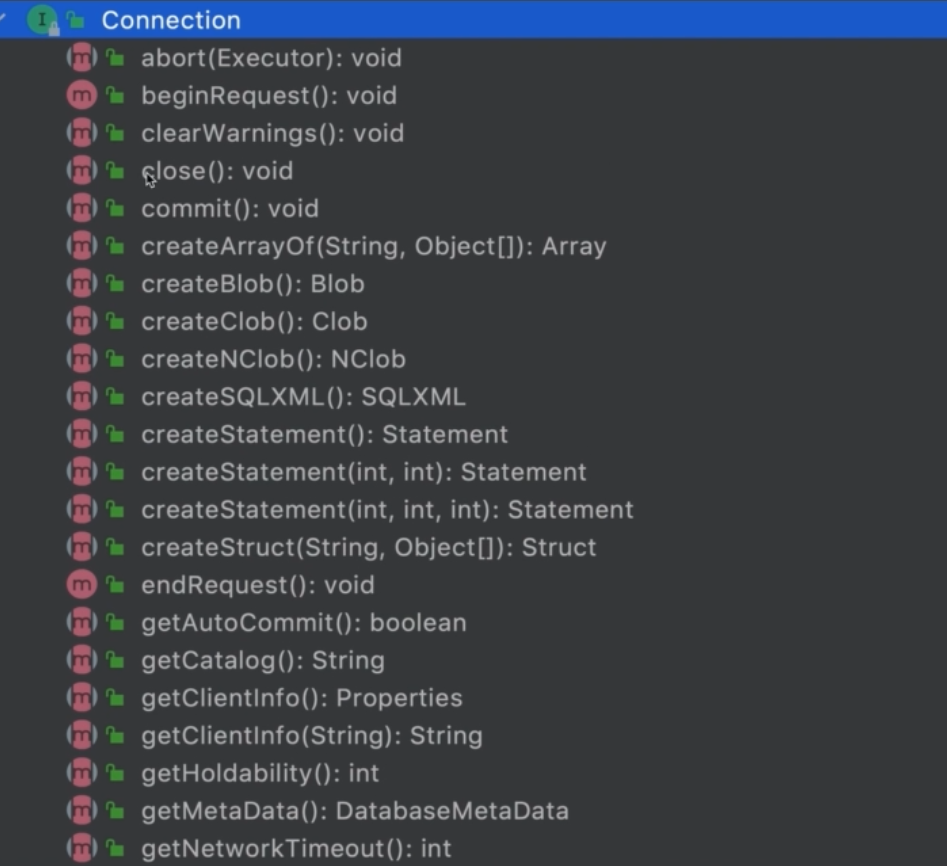 Connection
abort(Executor): void
beginRequest(): void
clearWarnings(): void
close(): void
commit(): void
createArrayOf(String, Object[]): Array
createBlob(): Blob
createClob(): Clob
createNClob(): NClob
createSQLXML(): SQLXML
createStatement(): Statement
createStatement(int, int): Statement
createStatement(int, int, int): Statement
createStruct(String, Object[]): Struct
endRequest(): void
getAutoCommit(): boolean
getCatalog(): String
getClientInfo(): Properties
getClientInfo(String): String
getHoldability(): int
getMetaData(): DatabaseMetaData
getNetworkTimeout(): int